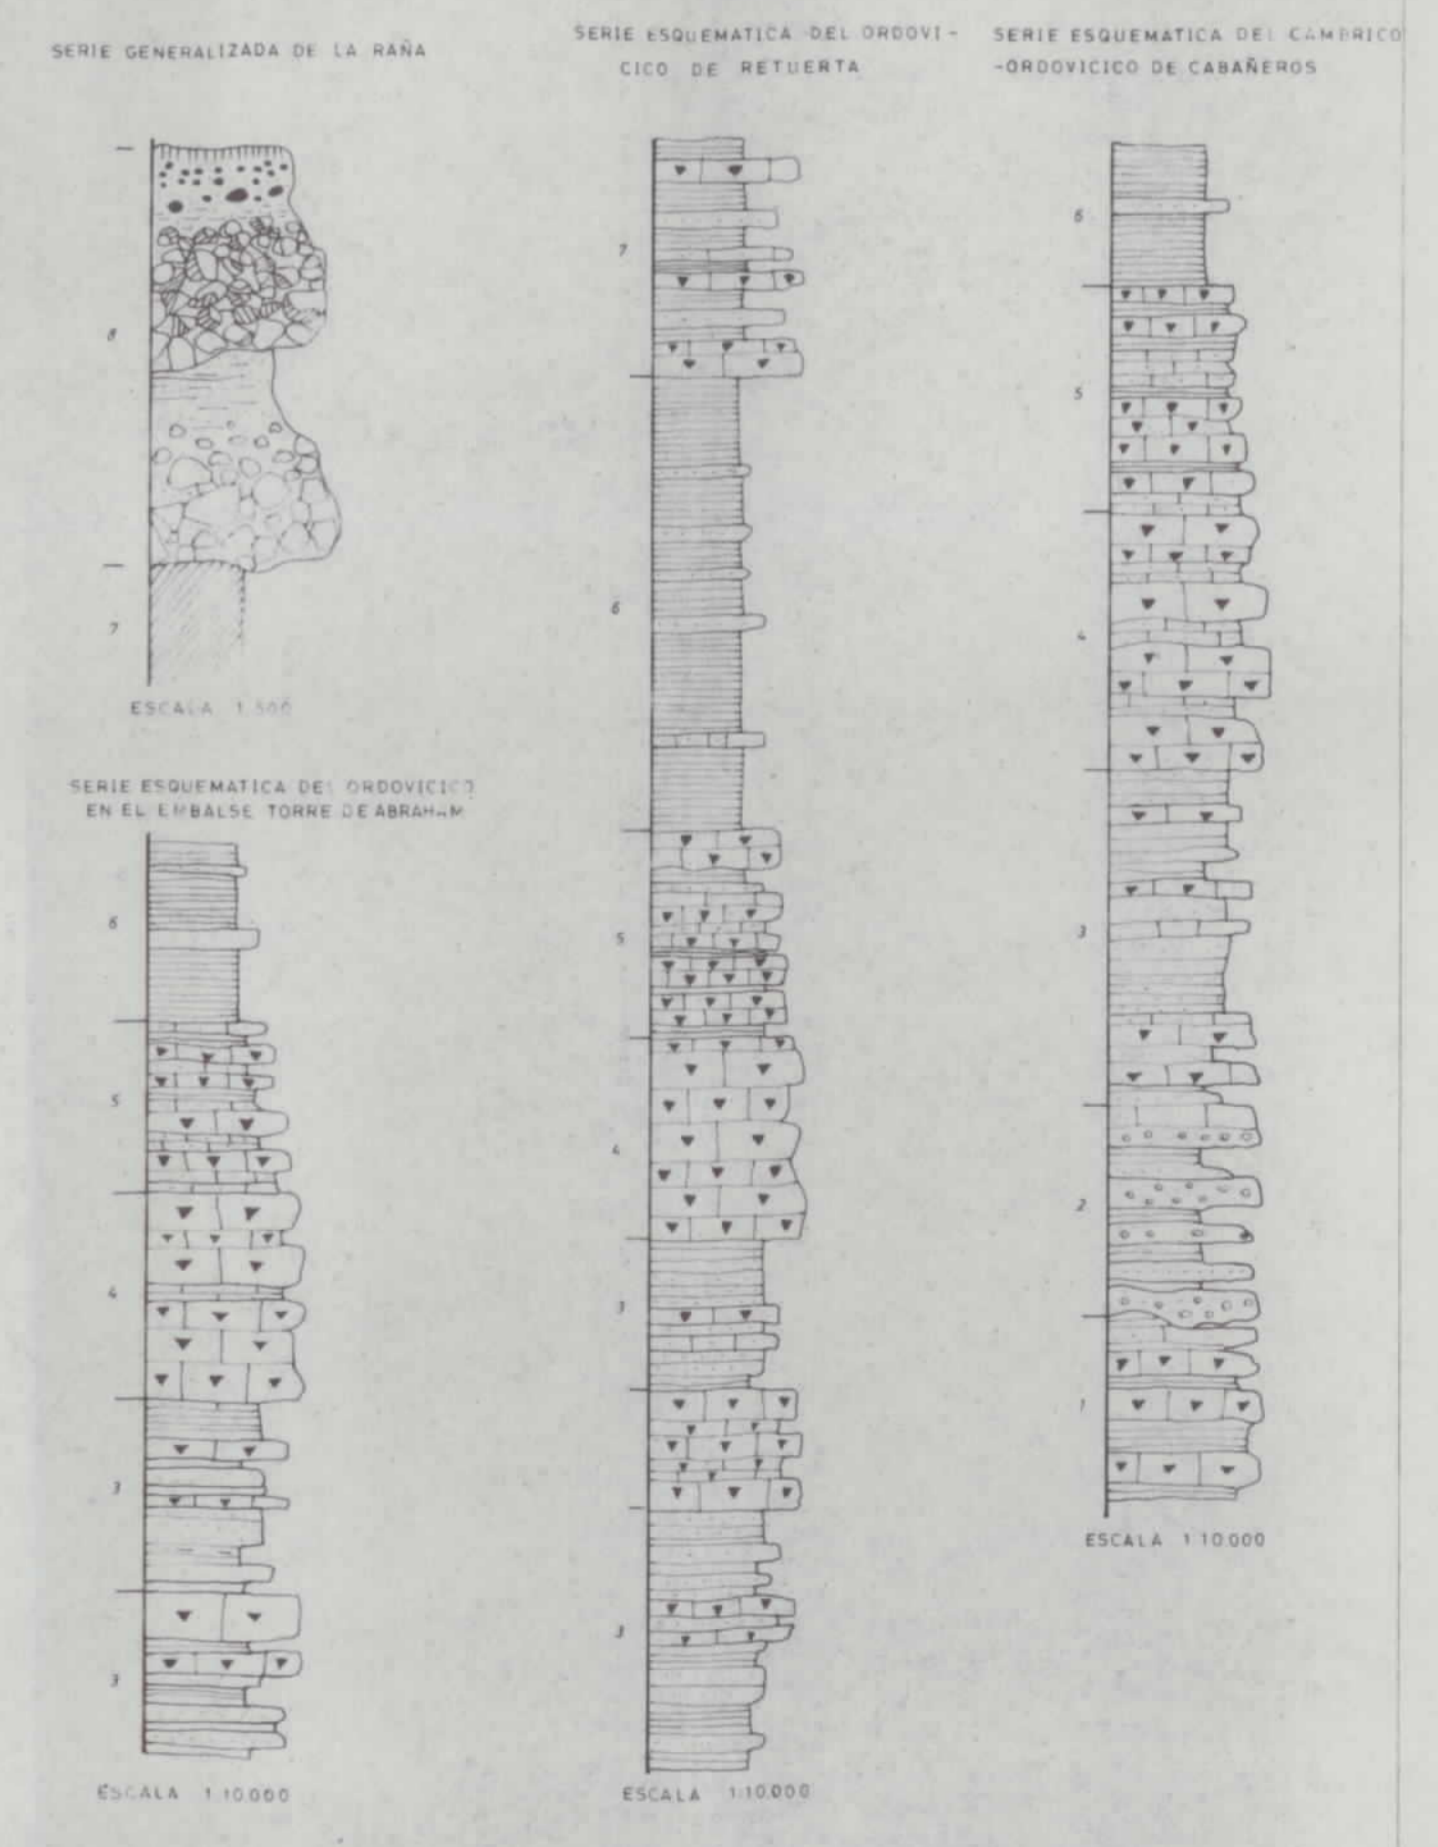 SERIE GENERALIZADA DE LA RAÑA
8
7
ESCALA 1:500
SERIE ESQUEMATICA DEL ORDOVICICO
EN EL EMBALSE TORRE DE ABRAHAM
6
5
4
3
3
ESCALA 1:10.000
SERIE ESQUEMATICA DEL ORDOVI-
CICO DE RETUERTA
7
6
5
4
3
3
ESCALA 1:10.000
SERIE ESQUEMATICA DEL CAMBRICO
-ORDOVICICO DE CABAÑEROS
6
5
4
3
2
1
ESCALA 1:10.000